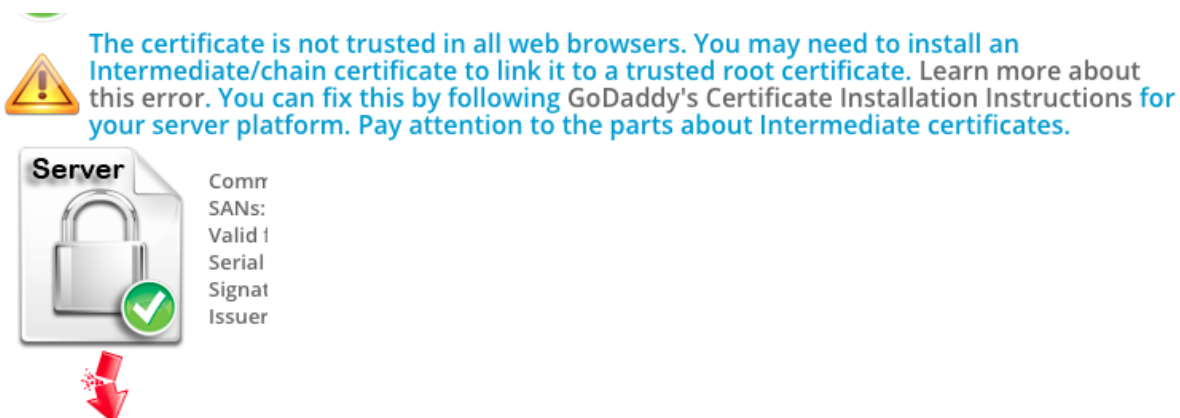 The certificate is not trusted in all web browsers. You may need to install an
Intermediate/chain certificate to link it to a trusted root certificate. Learn more about
this error. You can fix this by following GoDaddy's Certificate Installation Instructions for
your server platform. Pay attention to the parts about Intermediate certificates.
Server
Comm
SANs:
Valid f
Serial
Signat
Issuer